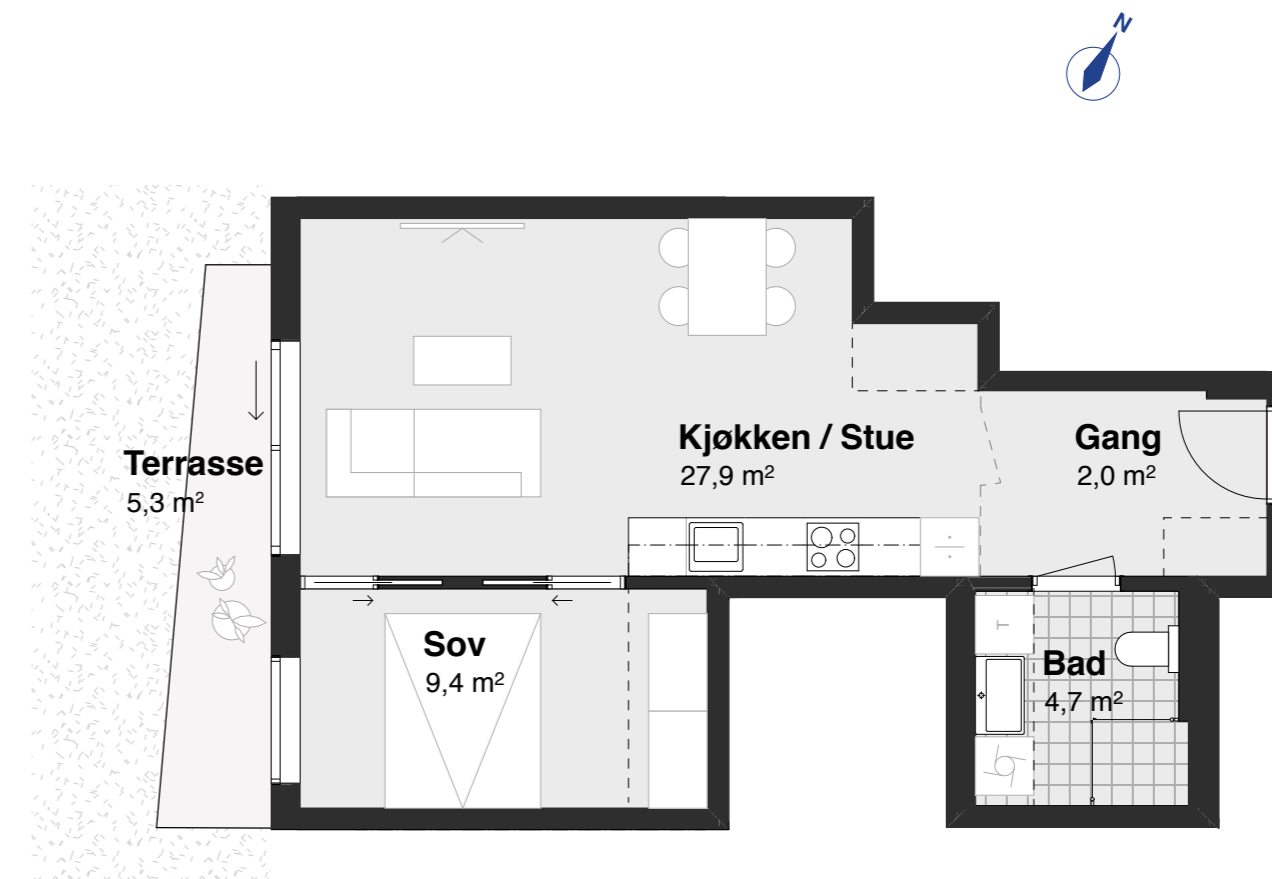 N
Kjøkken / Stue
27,9 m²
Gang
2,0 m²
Terrasse
5,3 m²
Sov
9,4 m²
T
Bad
4,7 m²